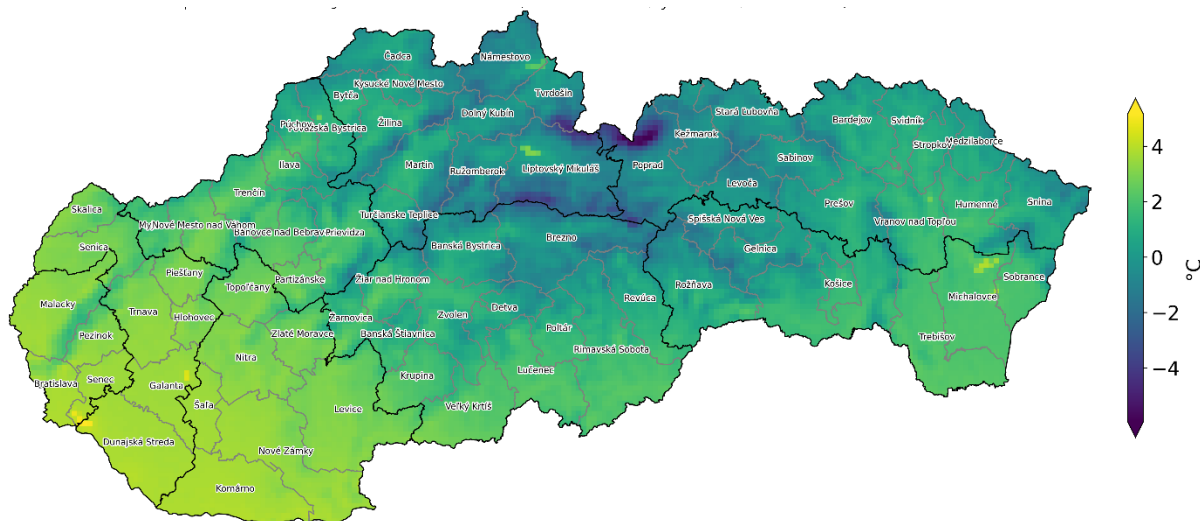 Čadca
Námestovo
Kysucké Nové Mesto
Bytča
Tvrdošín
Dolný Kubín
Stará Ľubovňa
Svidník
Bardejov
Púchov
Považská Bystrica
Žilina
Kežmarok
Stropkov
Medzilaborce
Ilava
Martin
Ružomberok
Liptovský Mikuláš
Poprad
Sabinov
Levoča
Trenčín
Prešov
Humenné
Snina
Skalica
Turčianske Teplice
Spišská Nová Ves
Vranov nad Topľou
My
Nové Mesto nad Váhom
Bánovce nad Bebrav
Prievidza
Brezno
Senica
Banská Bystrica
Gelnica
Piešťany
Partizánske
Žiar nad Hronom
Topoľčany
Rožňava
Košice
Sobrance
Malacky
Trnava
Hlohovec
Revúca
Michalovce
Žarnovica
Zvolen
Detva
Pezinok
Zlaté Moravce
Banská Štiavnica
Poltár
Trebišov
Nitra
Rimavská Sobota
Bratislava
Senec
Galanta
Krupina
Lučenec
Šaľa
Levice
Veľký Krtíš
Dunajská Streda
Nové Zámky
Komárno
4
2
0
−2
−4
°C